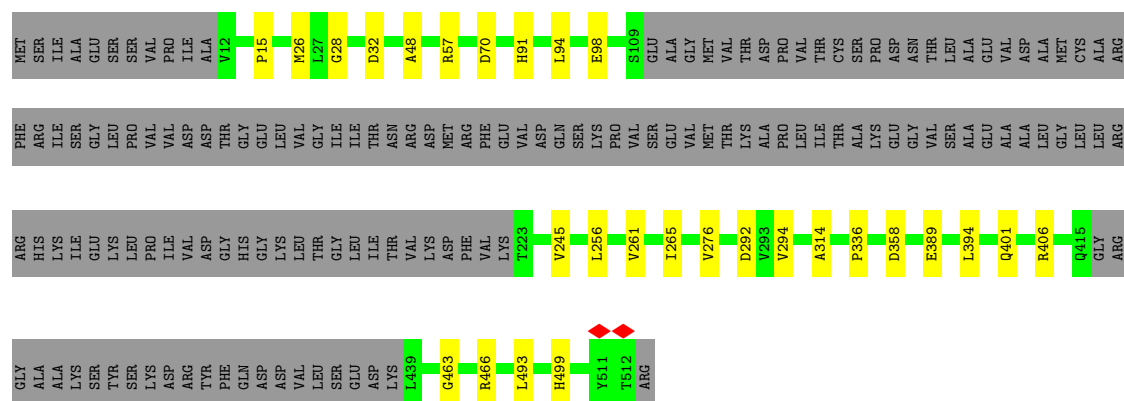 MET SER ILE ALA GLU SER SER VAL PRO ILE ALA V12 P15 M26 L27 G28 D32 A48 R57 D70 H91 L94 E98 S109 GLU ALA GLY MET VAL THR ASP PRO VAL THR CYS SER PRO ASP ASN THR LEU ALA GLU VAL ASP ALA MET CYS ALA ARG
PHE ARG ILE SER GLY LEU PRO VAL VAL ASP ASP THR GLY GLU LEU VAL GLY ILE ILE THR ASN ARG ASP MET ARG PHE GLU VAL ASP GLN SER LYS PRO VAL SER GLU VAL MET THR LYS ALA PRO LEU ILE THR ALA LYS GLU GLY VAL SER ALA GLU ALA ALA LEU GLY LEU LEU ARG
ARG HIS LYS ILE GLU LYS LEU PRO ILE VAL ASP GLY HIS GLY LYS LEU THR GLY LEU ILE THR VAL LYS ASP PHE VAL LYS T223 V245 L256 V261 I265 V276 D292 V293 V294 A314 P336 D358 E389 L394 Q401 R406 Q415 GLY ARG
GLY ALA ALA LYS SER TYR SER LYS ASP ARG TYR PHE GLN ASP ASP VAL LEU SER GLU ASP LYS L439 G463 R466 L493 H499 Y511 T512 ARG